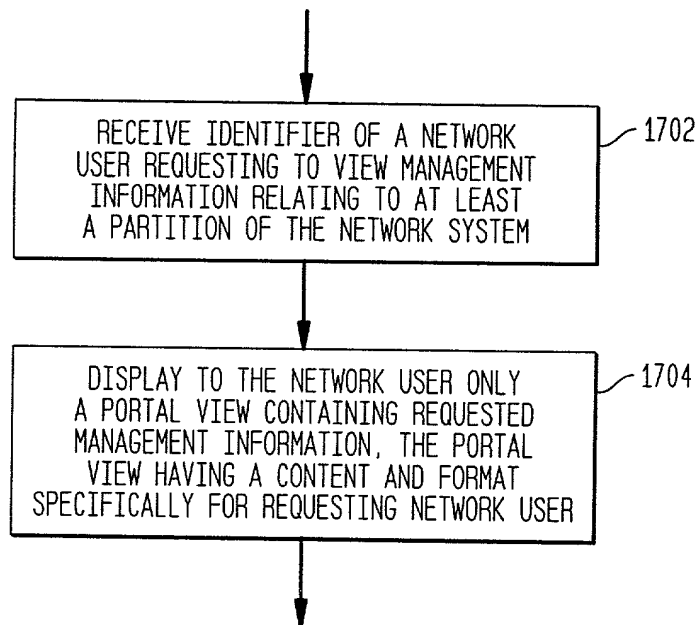 RECEIVE IDENTIFIER OF A NETWORK
USER REQUESTING TO VIEW MANAGEMENT
INFORMATION RELATING TO AT LEAST
A PARTITION OF THE NETWORK SYSTEM
1702
DISPLAY TO THE NETWORK USER ONLY
A PORTAL VIEW CONTAINING REQUESTED
MANAGEMENT INFORMATION, THE PORTAL
VIEW HAVING A CONTENT AND FORMAT
SPECIFICALLY FOR REQUESTING NETWORK USER
1704